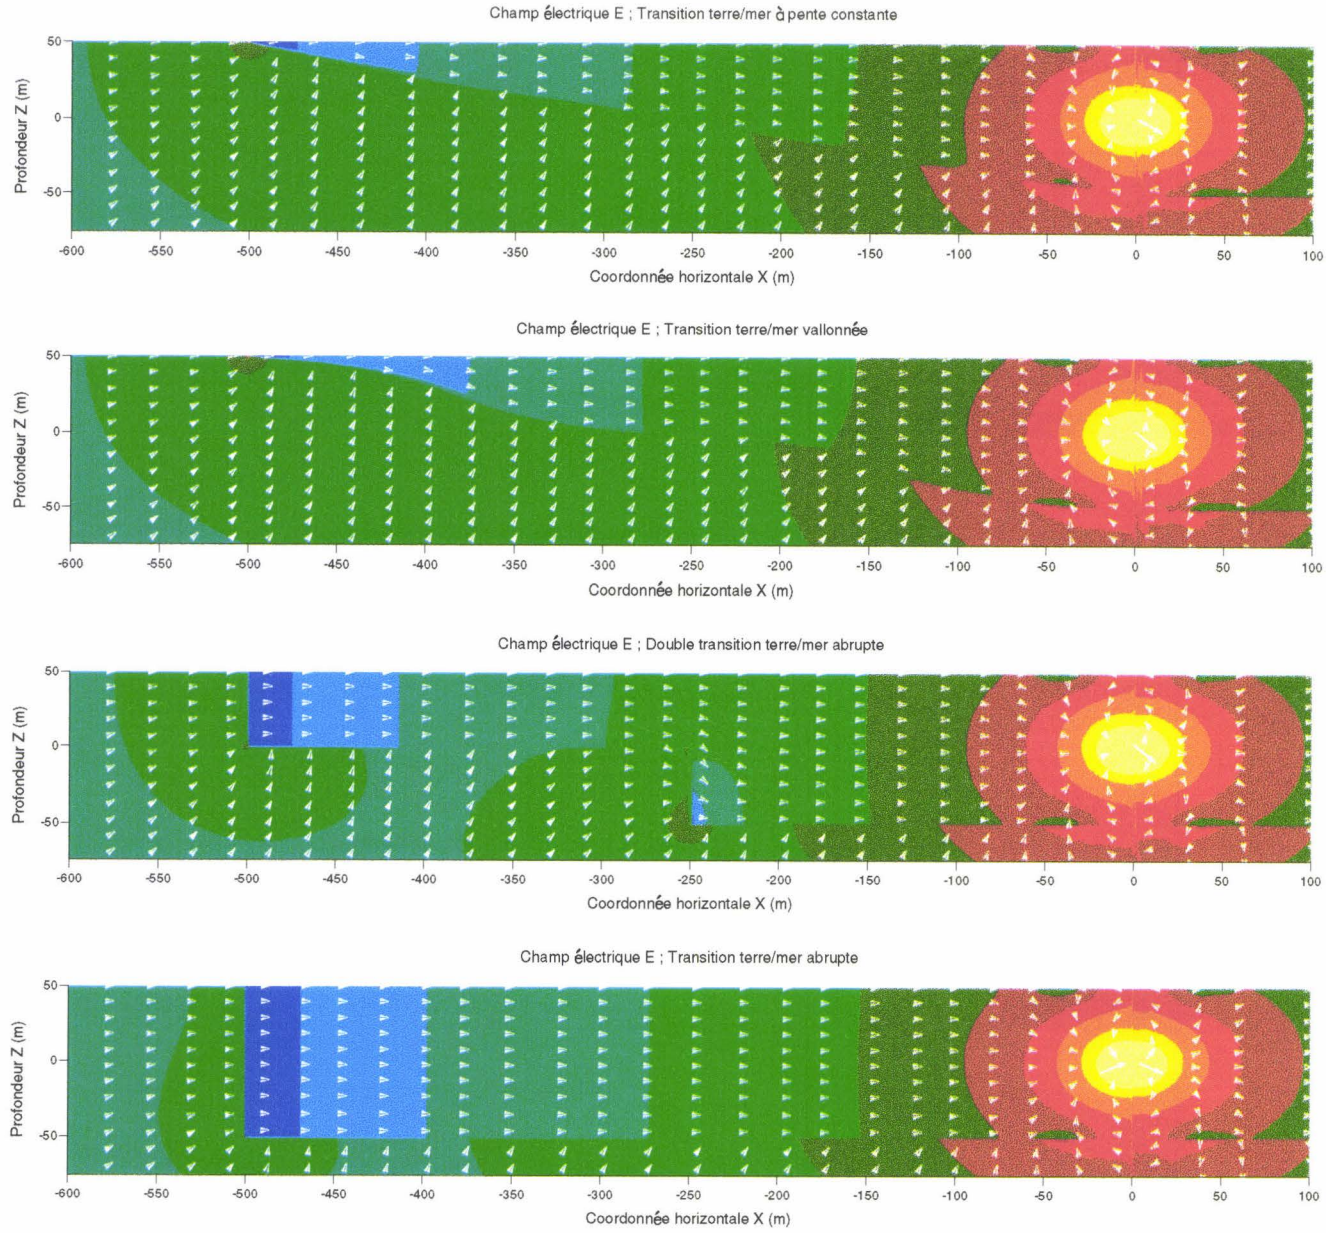 Champ électrique E ; Transition terre/mer à pente constante
50
0
-50
Profondeur Z (m)
-600 -550 -500 -450 -400 -350 -300 -250 -200 -150 -100 -50 0 50 100
Coordonnée horizontale X (m)
Champ électrique E ; Transition terre/mer vallonnée
50
0
-50
Profondeur Z (m)
-600 -550 -500 -450 -400 -350 -300 -250 -200 -150 -100 -50 0 50 100
Coordonnée horizontale X (m)
Champ électrique E ; Double transition terre/mer abrupte
50
0
-50
Profondeur Z (m)
-600 -550 -500 -450 -400 -350 -300 -250 -200 -150 -100 -50 0 50 100
Coordonnée horizontale X (m)
Champ électrique E ; Transition terre/mer abrupte
50
0
-50
Profondeur Z (m)
-600 -550 -500 -450 -400 -350 -300 -250 -200 -150 -100 -50 0 50 100
Coordonnée horizontale X (m)